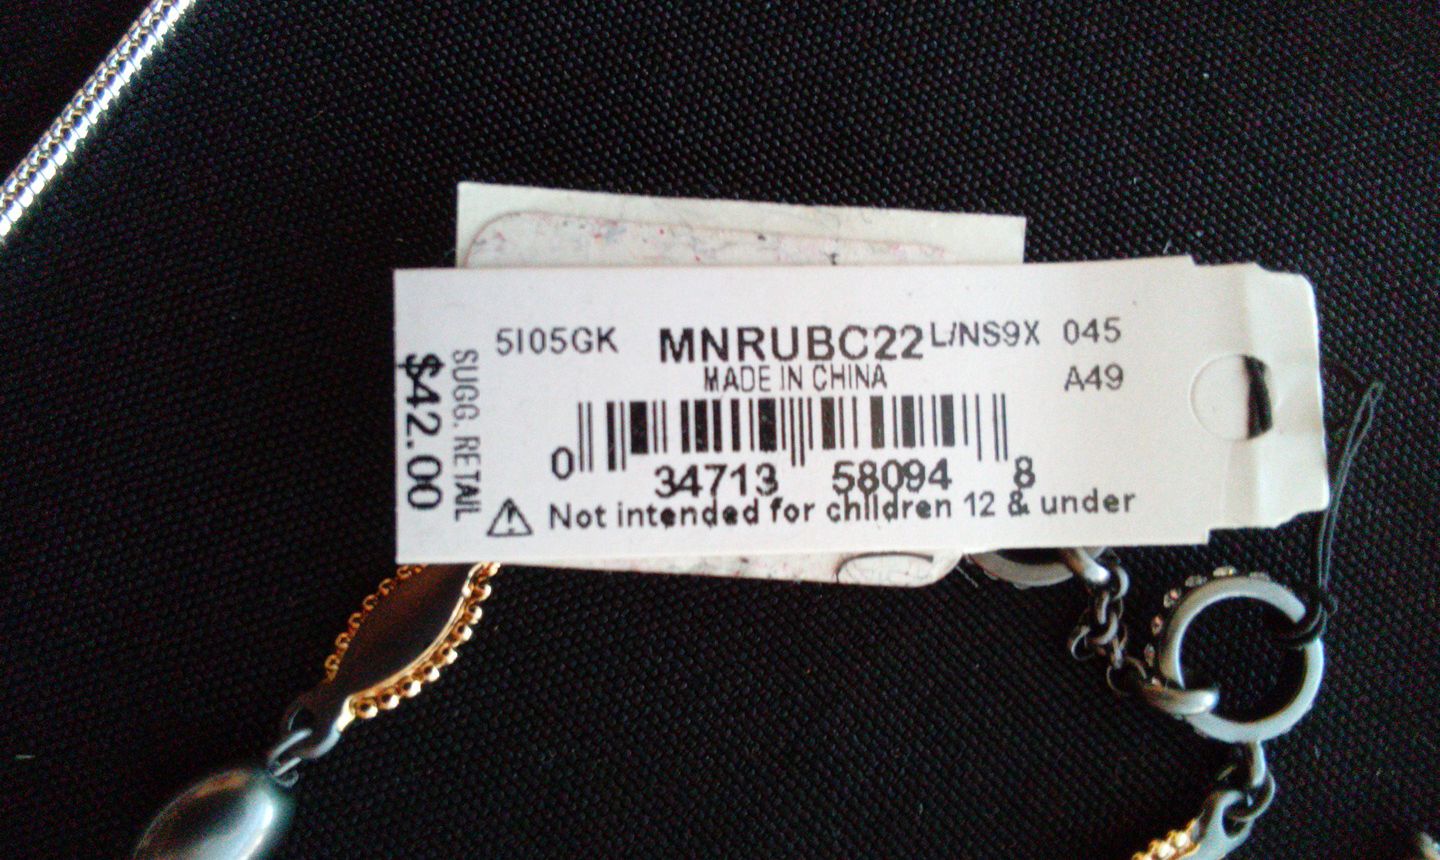 5I05GK MNRUBC22 L/NS9X 045
MADE IN CHINA A49
0 34713 58094 8
Not intended for children 12 & under
SUGG. RETAIL
$42.00